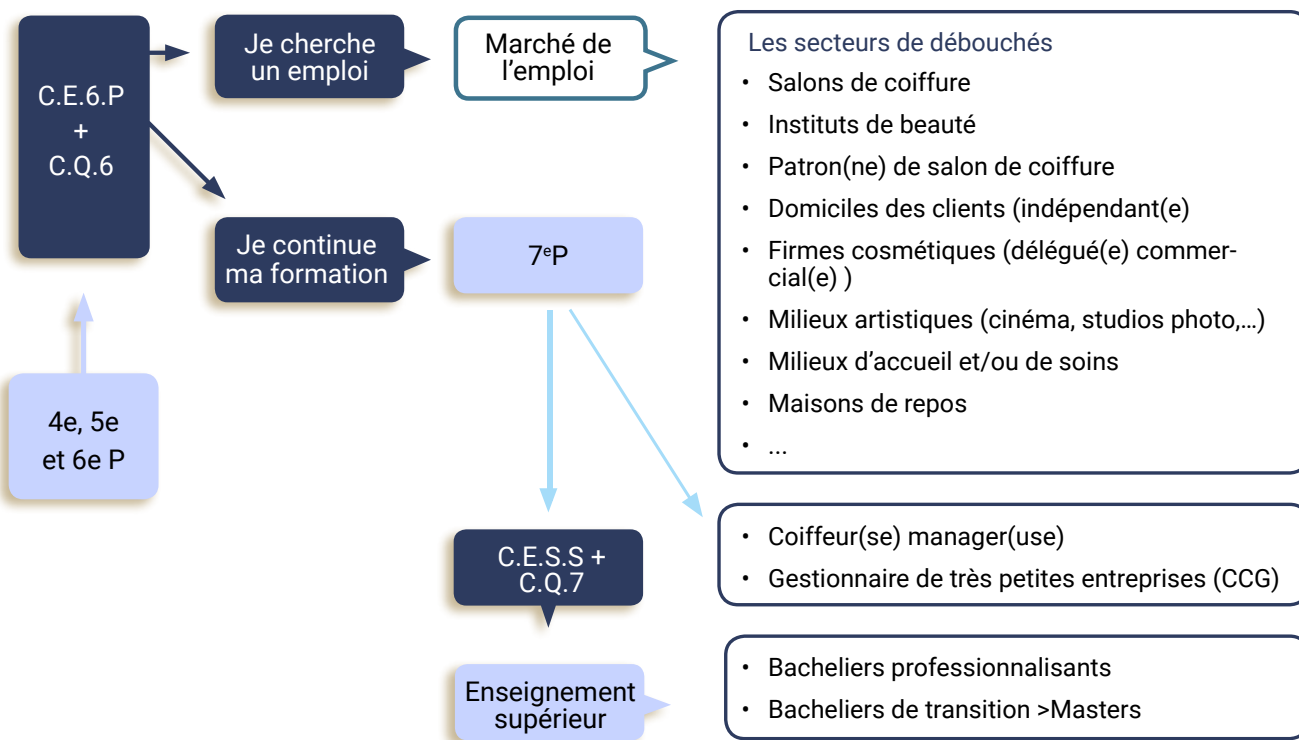 C.E.6.P
+
C.Q.6
Je cherche
un emploi
Marché de
l'emploi
Les secteurs de débouchés
• Salons de coiffure
• Instituts de beauté
• Patron(ne) de salon de coiffure
• Domiciles des clients (indépendant(e)
• Firmes cosmétiques (délégué(e) commer-
cial(e) )
• Milieux artistiques (cinéma, studios photo,...)
• Milieux d'accueil et/ou de soins
• Maisons de repos
• ...
Je continue
ma formation
7ᵉP
4e, 5e
et 6e P
C.E.S.S +
C.Q.7
• Coiffeur(se) manager(use)
• Gestionnaire de très petites entreprises (CCG)
Enseignement
supérieur
• Bacheliers professionnalisants
• Bacheliers de transition >Masters